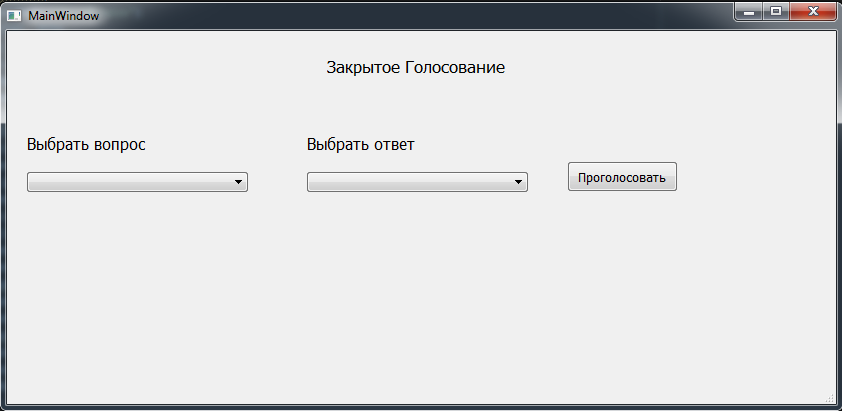 MainWindow
Закрытое Голосование
Выбрать вопрос
Выбрать ответ
Проголосовать